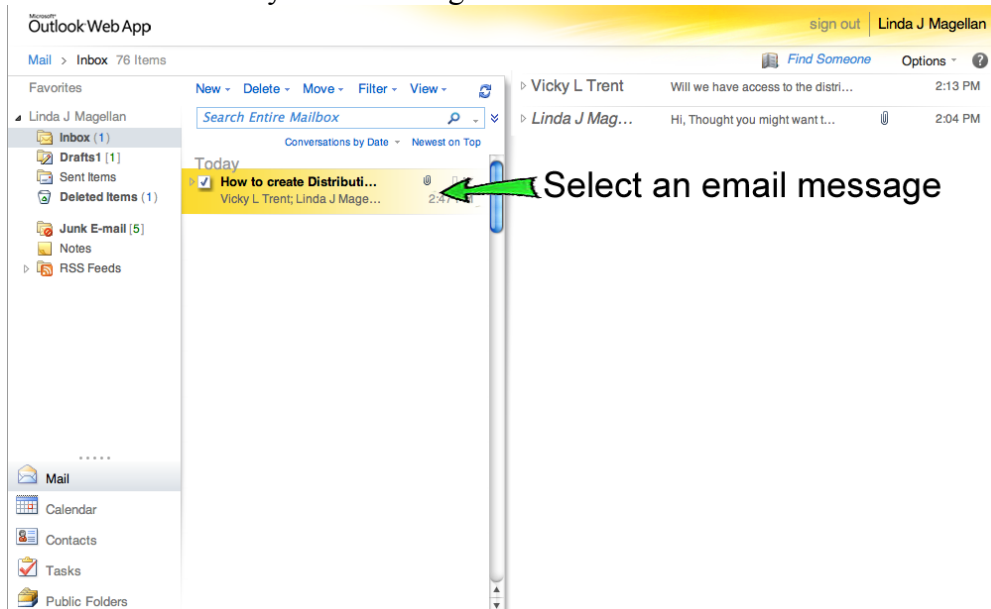 Microsoft
Outlook Web App
sign out Linda J Magellan
Mail > Inbox 76 Items
Find Someone Options
Favorites
New Delete Move Filter View
Vicky L Trent Will we have access to the distri... 2:13 PM
Linda J Magellan
Search Entire Mailbox
Linda J Mag... Hi, Thought you might want t... 2:04 PM
Inbox (1)
Conversations by Date Newest on Top
Drafts1 [1]
Today
Sent Items
How to create Distributi...
Select an email message
Deleted Items (1)
Vicky L Trent; Linda J Mage...
Junk E-mail [5]
Notes
RSS Feeds
Mail
Calendar
Contacts
Tasks
Public Folders